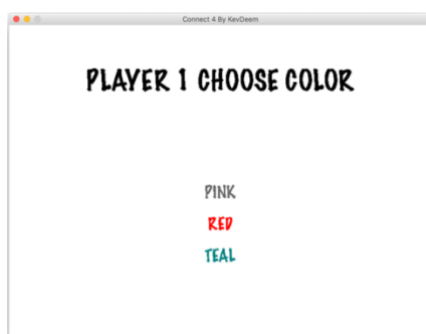 Connect 4 By KevDeem
PLAYER 1 CHOOSE COLOR
PINK
RED
TEAL